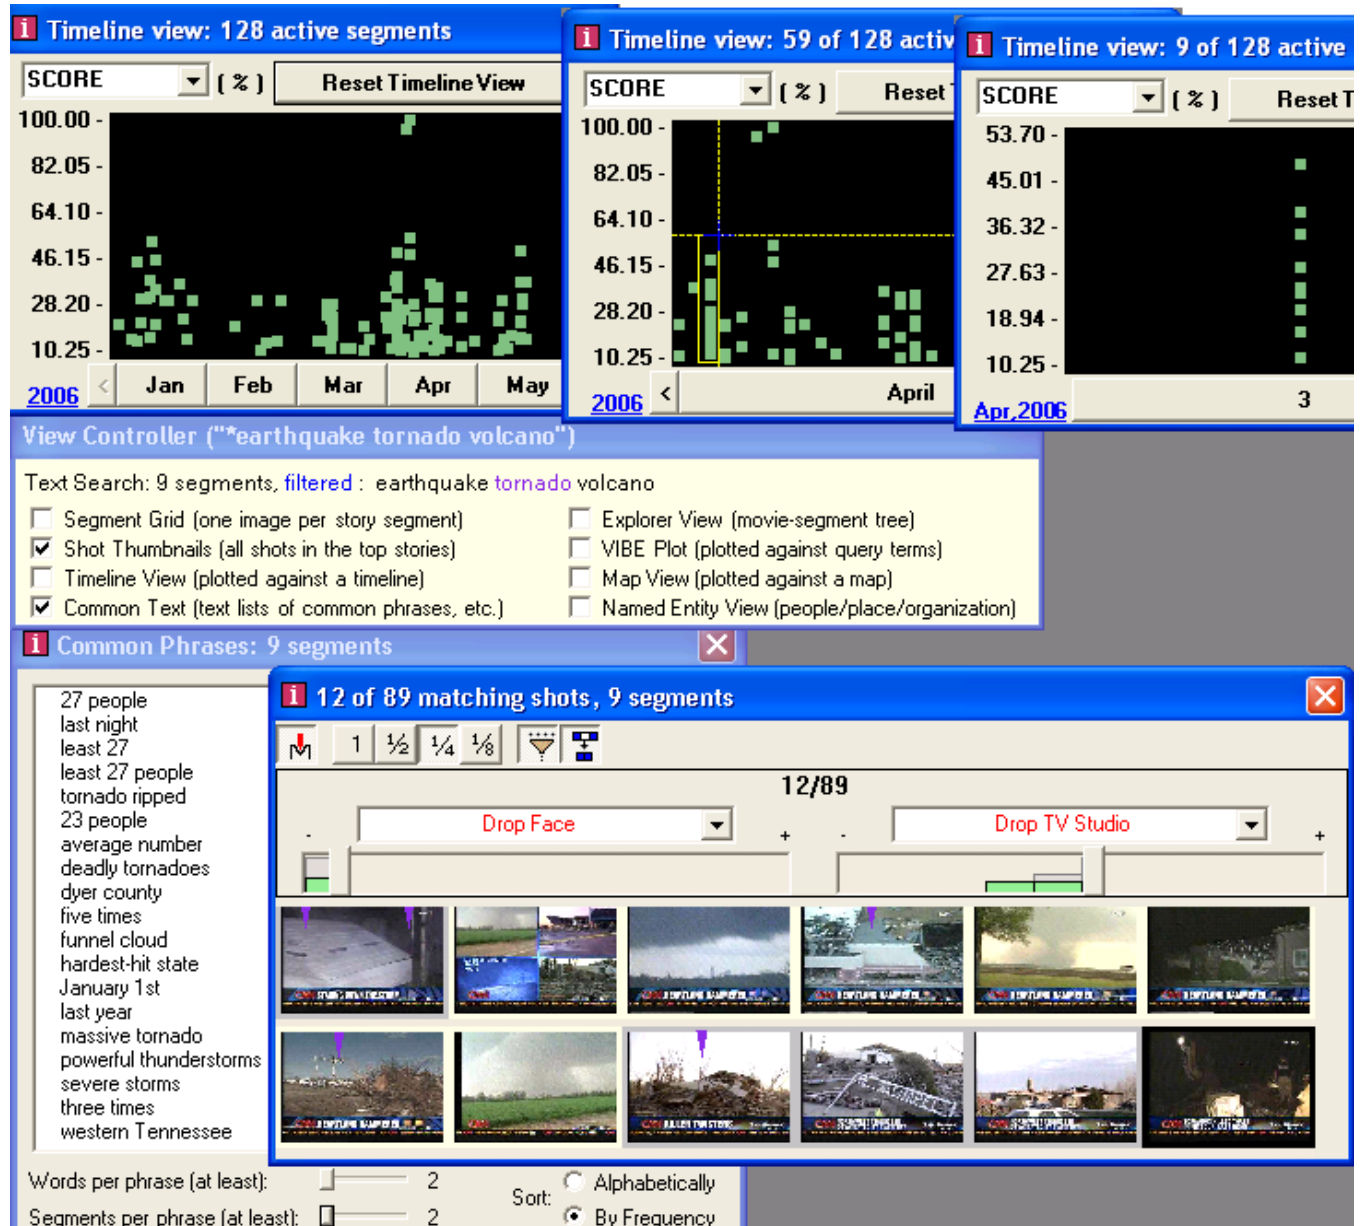 Timeline view: 128 active segments
SCORE ( % ) Reset Timeline View
100.00 -
82.05 -
64.10 -
46.15 -
28.20 -
10.25 -
2006 < Jan Feb Mar Apr May
Timeline view: 59 of 128 activ
SCORE ( % ) Reset
100.00 -
82.05 -
64.10 -
46.15 -
28.20 -
10.25 -
2006 < April
Timeline view: 9 of 128 active
SCORE ( % ) Reset T
53.70 -
45.01 -
36.32 -
27.63 -
18.94 -
10.25 -
Apr,2006 3
View Controller ("*earthquake tornado volcano")
Text Search: 9 segments, filtered : earthquake tornado volcano
Segment Grid (one image per story segment)
Shot Thumbnails (all shots in the top stories)
Timeline View (plotted against a timeline)
Common Text (text lists of common phrases, etc.)
Explorer View (movie-segment tree)
VIBE Plot (plotted against query terms)
Map View (plotted against a map)
Named Entity View (people/place/organization)
Common Phrases: 9 segments
27 people
last night
least 27
least 27 people
tornado ripped
23 people
average number
deadly tornadoes
dyer county
five times
funnel cloud
hardest-hit state
January 1st
last year
massive tornado
powerful thunderstorms
severe storms
three times
western Tennessee
Words per phrase (at least): 2
Segments per phrase (at least): 2
Sort: Alphabetically
By Frequency
12 of 89 matching shots, 9 segments
1 ½ ¼ ⅛
12/89
- Drop Face +
- Drop TV Studio +
KILLER TWISTERS